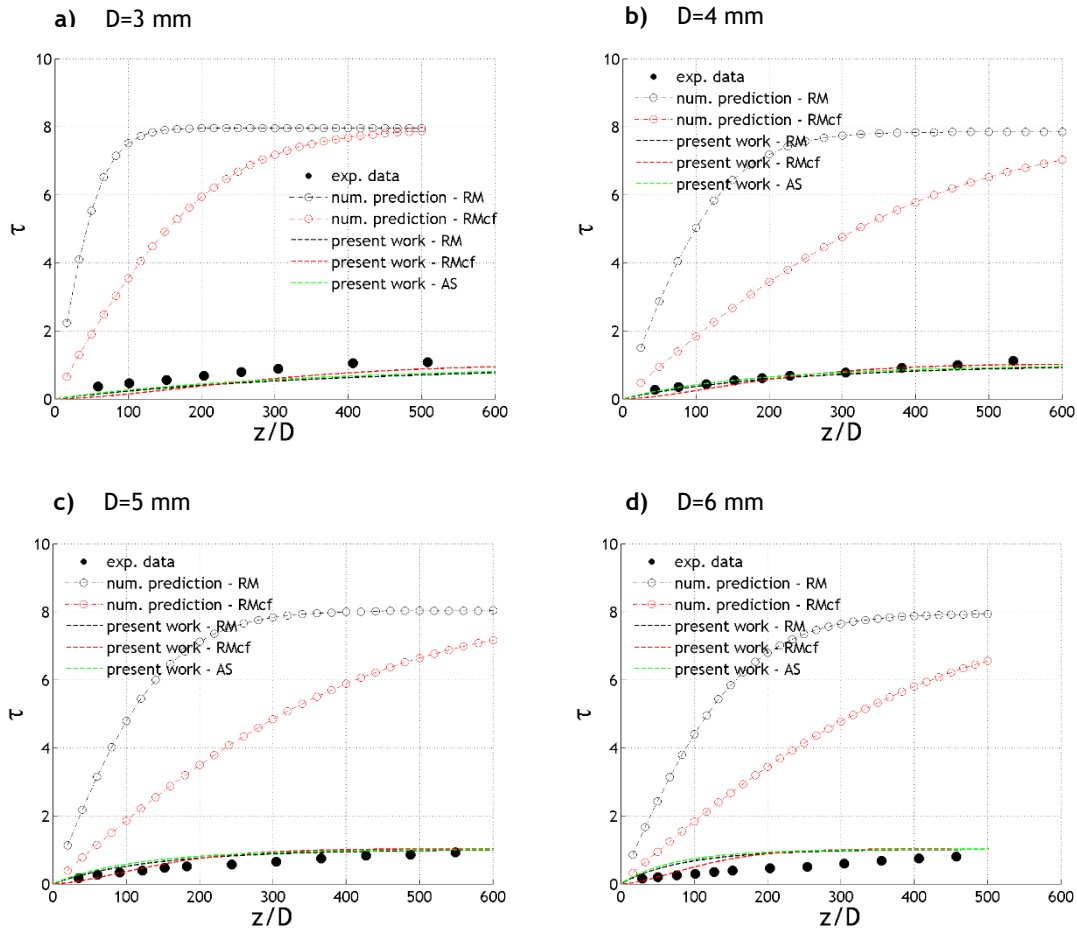 a) D=3 mm
10
8
6
4
2
0
τ
exp. data
num. prediction - RM
num. prediction - RMcf
present work - RM
present work - RMcf
present work - AS
0 100 200 300 400 500 600
z/D
b) D=4 mm
10
8
6
4
2
0
τ
exp. data
num. prediction - RM
num. prediction - RMcf
present work - RM
present work - RMcf
present work - AS
0 100 200 300 400 500 600
z/D
c) D=5 mm
10
8
6
4
2
0
τ
exp. data
num. prediction - RM
num. prediction - RMcf
present work - RM
present work - RMcf
present work - AS
0 100 200 300 400 500 600
z/D
d) D=6 mm
10
8
6
4
2
0
τ
exp. data
num. prediction - RM
num. prediction - RMcf
present work - RM
present work - RMcf
present work - AS
0 100 200 300 400 500 600
z/D